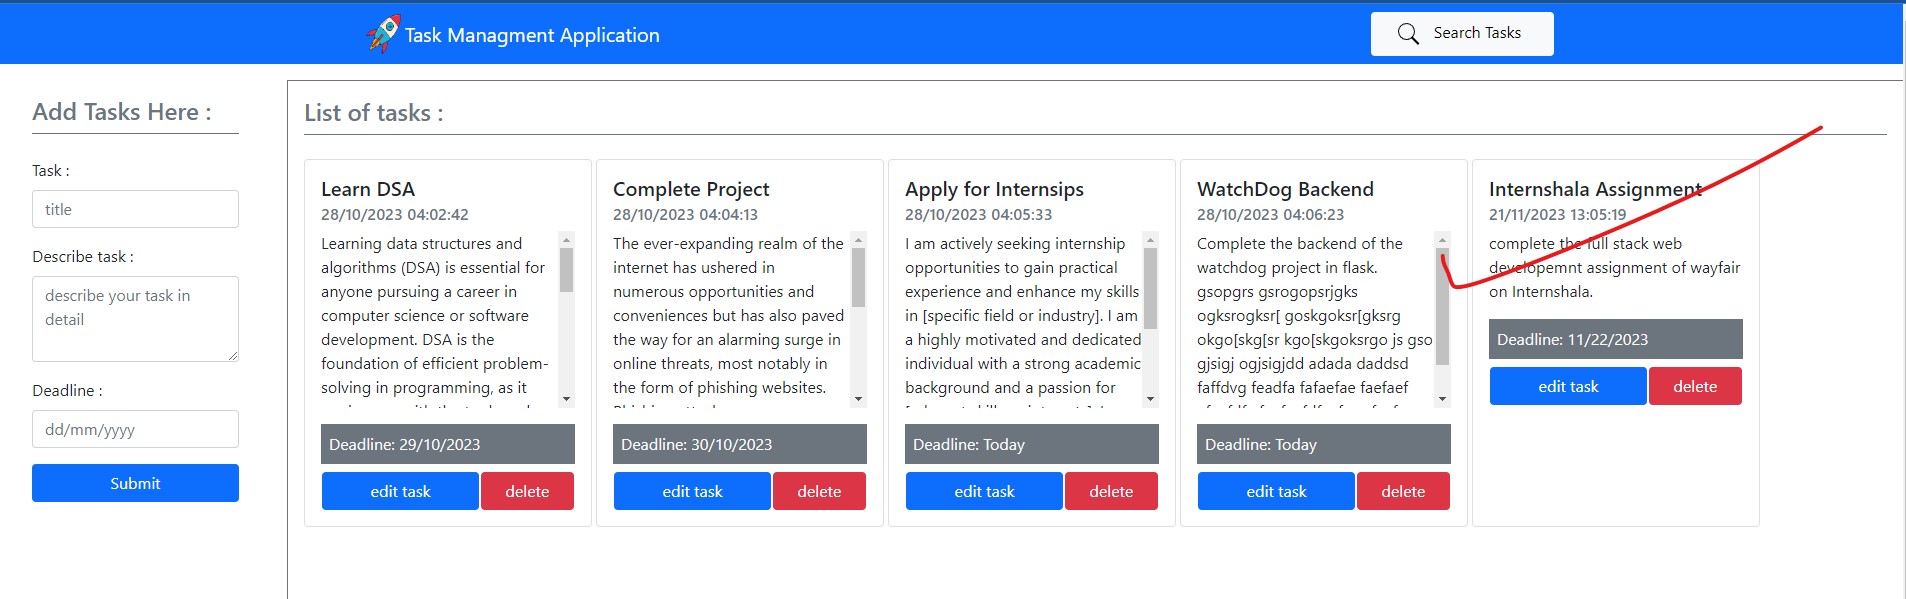 Task Managment Application
Search Tasks
Add Tasks Here :
Task :
title
Describe task :
describe your task in
detail
Deadline :
dd/mm/yyyy
Submit
List of tasks :
Learn DSA
28/10/2023 04:02:42
Learning data structures and
algorithms (DSA) is essential for
anyone pursuing a career in
computer science or software
development. DSA is the
foundation of efficient problem-
solving in programming, as it
Deadline: 29/10/2023
edit task
delete
Complete Project
28/10/2023 04:04:13
The ever-expanding realm of the
internet has ushered in
numerous opportunities and
conveniences but has also paved
the way for an alarming surge in
online threats, most notably in
the form of phishing websites.
Deadline: 30/10/2023
edit task
delete
Apply for Internsips
28/10/2023 04:05:33
I am actively seeking internship
opportunities to gain practical
experience and enhance my skills
in [specific field or industry]. I am
a highly motivated and dedicated
individual with a strong academic
background and a passion for
Deadline: Today
edit task
delete
WatchDog Backend
28/10/2023 04:06:23
Complete the backend of the
watchdog project in flask.
gsopgrs gsrogopsrjgks
ogksrogksr[ goskgoksr[gksrg
okgo[skg[sr kgo[skgoksrgo js gso
gjsigj ogjsigjdd adada daddsd
faffdvg feadfa fafaefae faefaef
Deadline: Today
edit task
delete
Internshala Assignment
21/11/2023 13:05:19
complete the full stack web
developemnt assignment of wayfair
on Internshala.
Deadline: 11/22/2023
edit task
delete